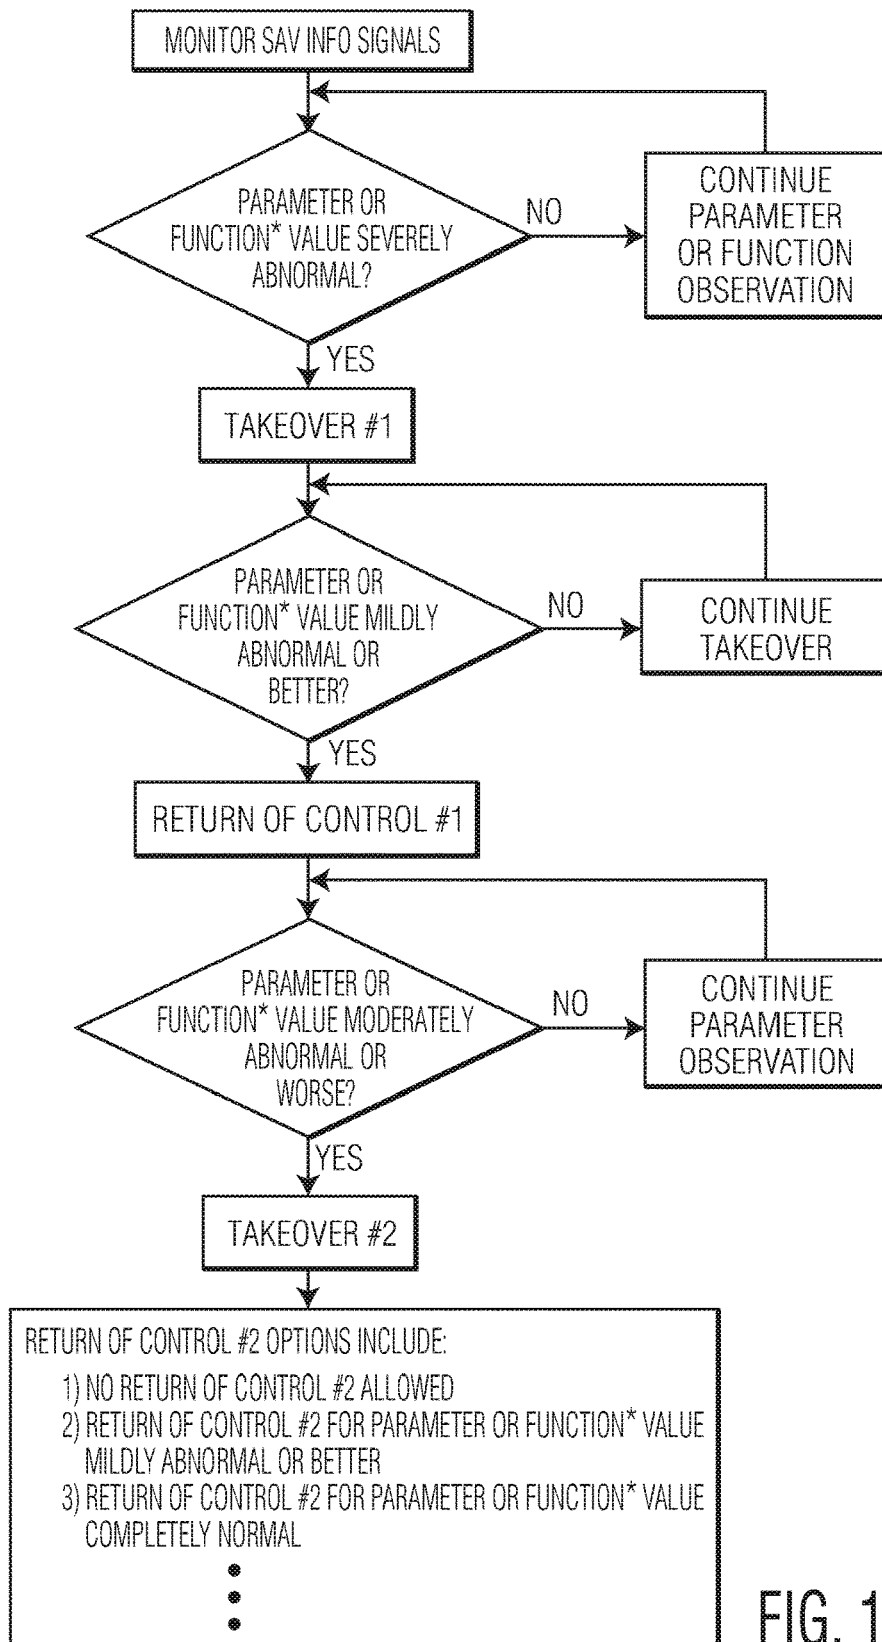 MONITOR SAV INFO SIGNALS
PARAMETER OR
FUNCTION* VALUE SEVERELY
ABNORMAL?
NO
CONTINUE
PARAMETER
OR FUNCTION
OBSERVATION
YES
TAKEOVER #1
PARAMETER OR
FUNCTION* VALUE MILDLY
ABNORMAL OR
BETTER?
NO
CONTINUE
TAKEOVER
YES
RETURN OF CONTROL #1
PARAMETER OR
FUNCTION* VALUE MODERATELY
ABNORMAL OR
WORSE?
NO
CONTINUE
PARAMETER
OBSERVATION
YES
TAKEOVER #2
RETURN OF CONTROL #2 OPTIONS INCLUDE:
1) NO RETURN OF CONTROL #2 ALLOWED
2) RETURN OF CONTROL #2 FOR PARAMETER OR FUNCTION* VALUE
MILDLY ABNORMAL OR BETTER
3) RETURN OF CONTROL #2 FOR PARAMETER OR FUNCTION* VALUE
COMPLETELY NORMAL
FIG. 1